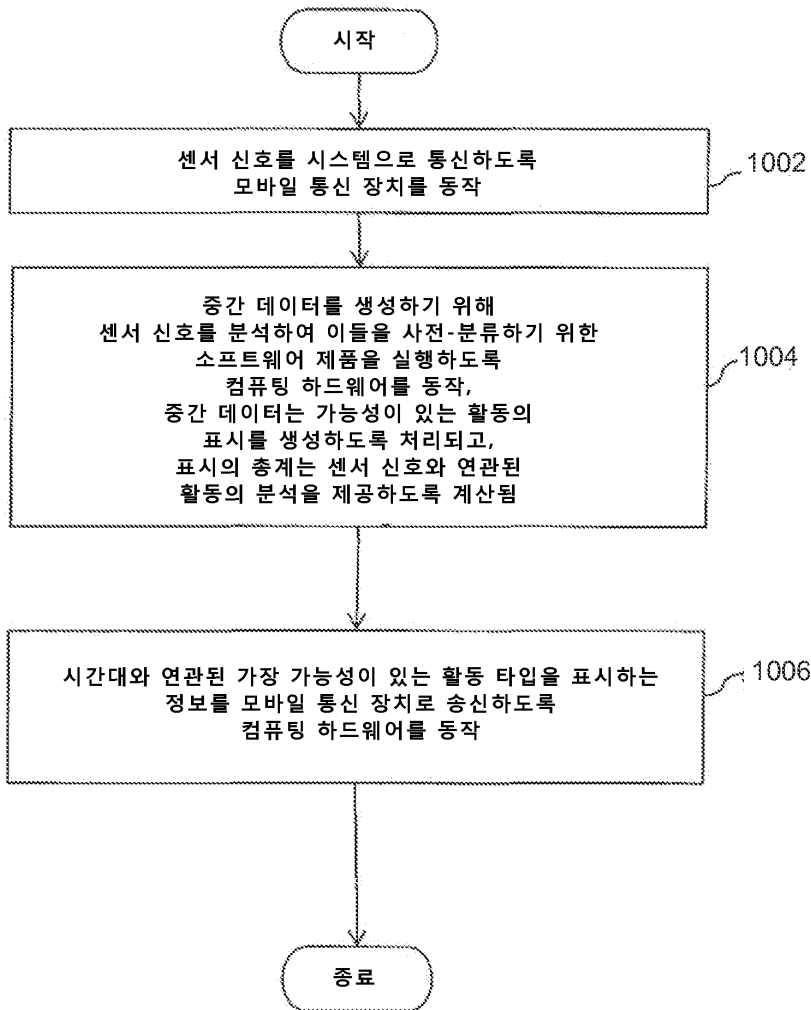 시작
센서 신호를 시스템으로 통신하도록
모바일 통신 장치를 동작
1002
중간 데이터를 생성하기 위해
센서 신호를 분석하여 이들을 사전-분류하기 위한
소프트웨어 제품을 실행하도록
컴퓨팅 하드웨어를 동작,
중간 데이터는 가능성이 있는 활동의
표시를 생성하도록 처리되고,
표시의 총계는 센서 신호와 연관된
활동의 분석을 제공하도록 계산됨
1004
시간대와 연관된 가장 가능성이 있는 활동 타입을 표시하는
정보를 모바일 통신 장치로 송신하도록
컴퓨팅 하드웨어를 동작
1006
종료